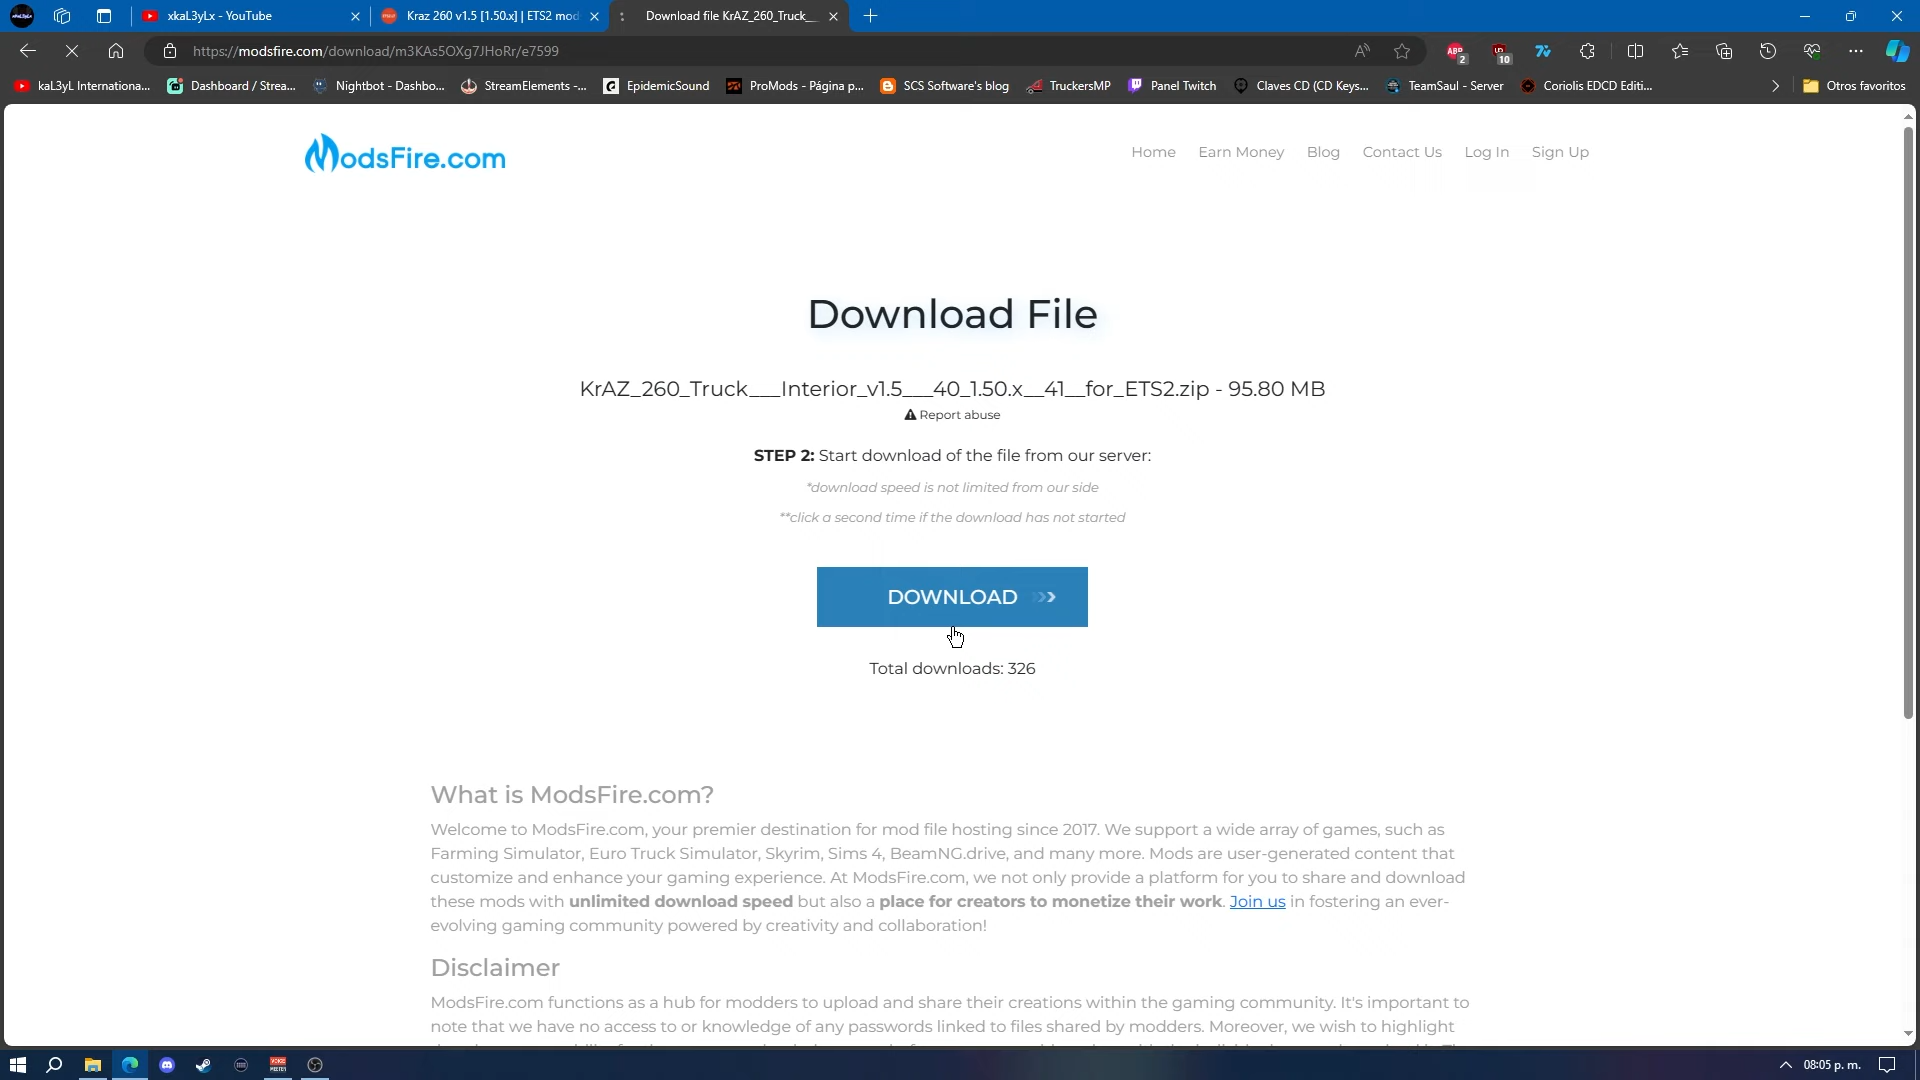 xkaL3yLx - YouTube
Kraz 260 v1.5 [1.50.x] | ETS2 mod
Download file KrAZ_260_Truck__
https://modsfire.com/download/m3KAs5OXg7JHoRr/e7599
ABP
2
10
kaL3yL Internationa...
Dashboard / Strea...
Nightbot - Dashbo...
StreamElements -...
EpidemicSound
ProMods - Página p...
SCS Software's blog
TruckersMP
Panel Twitch
Claves CD (CD Keys...
TeamSaul - Server
Coriolis EDCD Editi...
Otros favoritos
ModsFire.com
Home
Earn Money
Blog
Contact Us
Log In
Sign Up
Download File
KrAZ_260_Truck___Interior_v1.5___40_1.50.x__41__for_ETS2.zip - 95.80 MB
Report abuse
STEP 2: Start download of the file from our server:
*download speed is not limited from our side
**click a second time if the download has not started
DOWNLOAD
Total downloads: 326
What is ModsFire.com?
Welcome to ModsFire.com, your premier destination for mod file hosting since 2017. We support a wide array of games, such as
Farming Simulator, Euro Truck Simulator, Skyrim, Sims 4, BeamNG.drive, and many more. Mods are user-generated content that
customize and enhance your gaming experience. At ModsFire.com, we not only provide a platform for you to share and download
these mods with unlimited download speed but also a place for creators to monetize their work. Join us in fostering an ever-
evolving gaming community powered by creativity and collaboration!
Disclaimer
ModsFire.com functions as a hub for modders to upload and share their creations within the gaming community. It's important to
note that we have no access to or knowledge of any passwords linked to files shared by modders. Moreover, we wish to highlight
08:05 p. m.